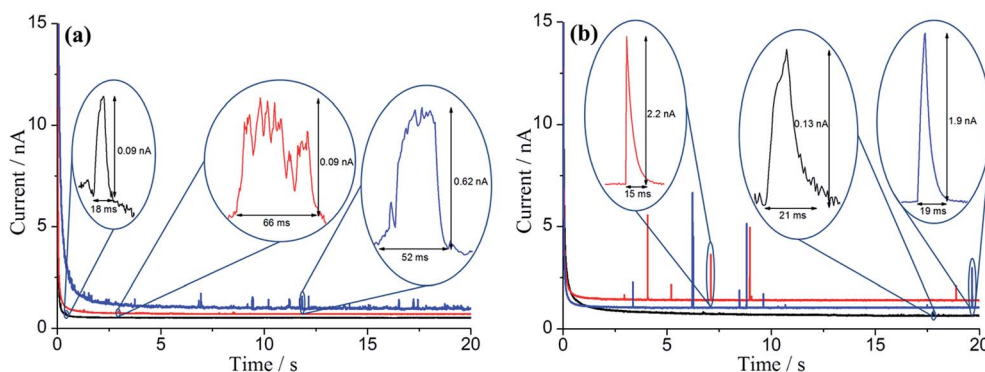 (a)
15
10
5
0
Current / nA
0.09 nA
18 ms
0.09 nA
66 ms
0.62 nA
52 ms
0
5
10
15
20
Time / s
(b)
15
10
5
0
Current / nA
2.2 nA
15 ms
0.13 nA
21 ms
1.9 nA
19 ms
0
5
10
15
20
Time / s